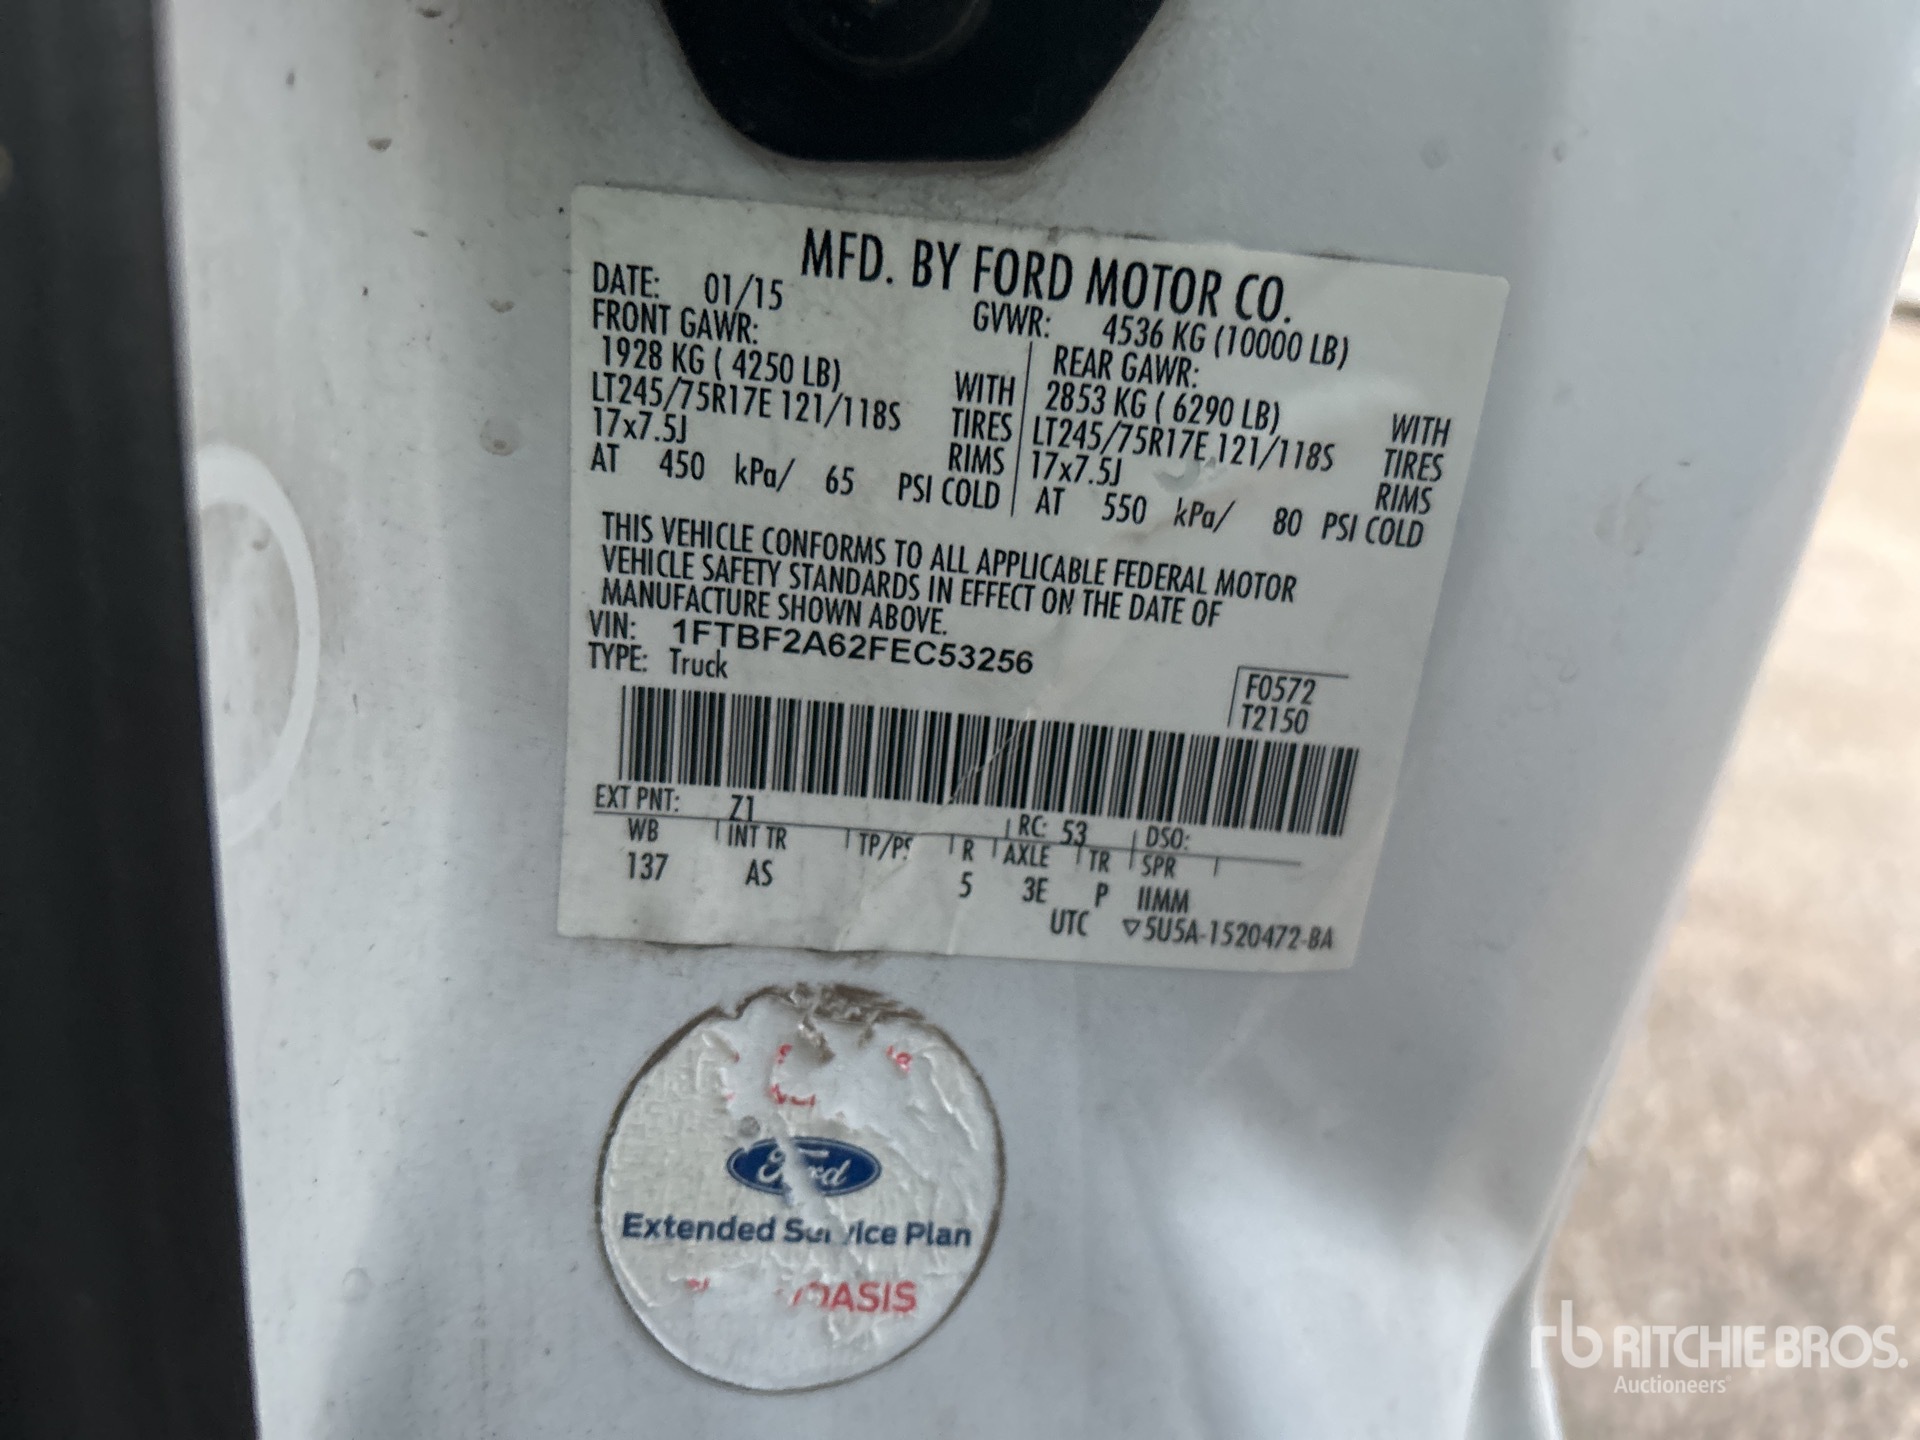 MFD. BY FORD MOTOR CO.
DATE: 01/15
GVWR: 4536 KG (10000 LB)
FRONT GAWR:
1928 KG ( 4250 LB) WITH
LT245/75R17E 121/118S TIRES
17x7.5J RIMS
AT 450 kPa/ 65 PSI COLD
REAR GAWR:
2853 KG ( 6290 LB) WITH
LT245/75R17E 121/118S TIRES
17x7.5J RIMS
AT 550 kPa/ 80 PSI COLD
THIS VEHICLE CONFORMS TO ALL APPLICABLE FEDERAL MOTOR
VEHICLE SAFETY STANDARDS IN EFFECT ON THE DATE OF
MANUFACTURE SHOWN ABOVE.
VIN: 1FTBF2A62FEC53256
TYPE: Truck
F0572
T2150
EXT PNT: Z1 RC: 53 DSO:
WB INT TR TP/PS R AXLE TR SPR
137 AS 5 3E P IIMM
UTC ▽5U5A-1520472-BA
Ford
Extended Service Plan
OASIS
rb RITCHIE BROS.
Auctioneers